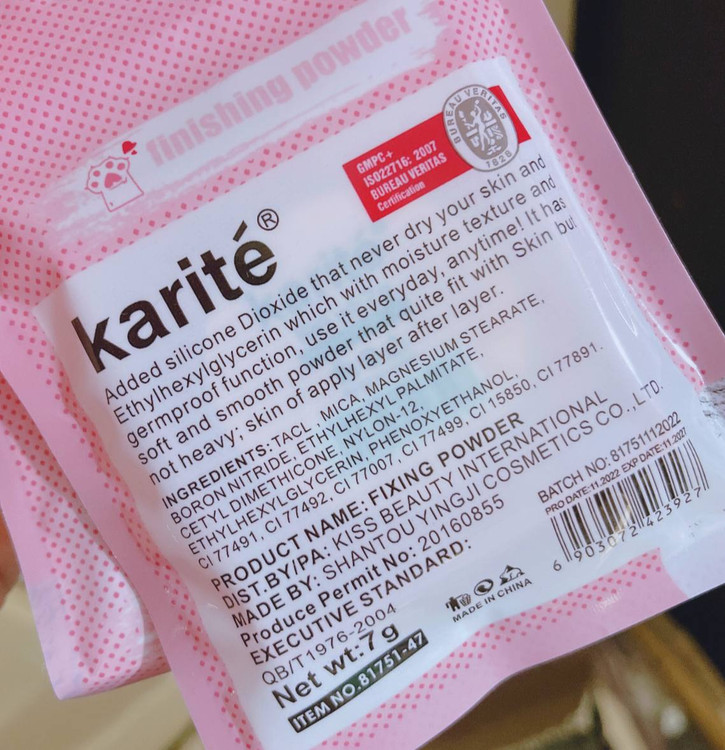 finishing powder
GMPC+
ISO22716: 2007
BUREAU VERITAS
Certification
BUREAU VERITAS
1828
karité®
Added silicone Dioxide that never dry your skin and
Ethylhexylglycerin which with moisture texture and
germproof function, use it everyday, anytime! It has
soft and smooth powder that quite fit with Skin but
not heavy; skin of apply layer after layer.
INGREDIENTS: TACL, MICA, MAGNESIUM STEARATE,
BORON NITRIDE, ETHYLHEXYL PALMITATE,
CETYL DIMETHICONE, NYLON-12,
ETHYLHEXYLGLYCERIN, PHENOXYETHANOL,
CI 77491, CI 77492, CI 77007, CI 77499, CI 15850, CI 77891.
PRODUCT NAME: FIXING POWDER
DIST.BY/PA: KISS BEAUTY INTERNATIONAL
MADE BY: SHANTOU YINGJI COSMETICS CO.,LTD.
Produce Permit No: 20160855
EXECUTIVE STANDARD:
QB/T1976-2004
Net wt:7g
ITEM NO.81751-47
BATCH NO: 81751112022
PRO DATE:11.2022 EXP DATE:11.2027
6 903072 423927
MADE IN CHINA